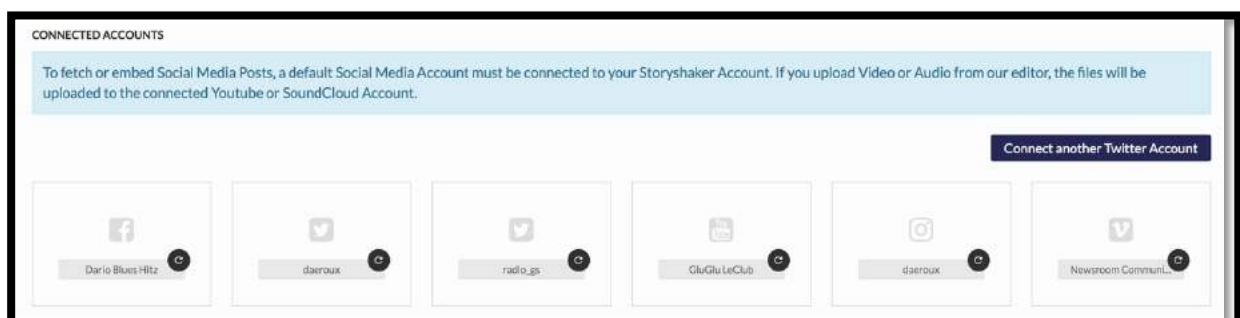 CONNECTED ACCOUNTS
To fetch or embed Social Media Posts, a default Social Media Account must be connected to your Storyshaker Account. If you upload Video or Audio from our editor, the files will be
uploaded to the connected Youtube or SoundCloud Account.
Connect another Twitter Account
Dario Blues Hitz
daeroux
radio_gs
GluGlu LeClub
daeroux
Newsroom Communi...